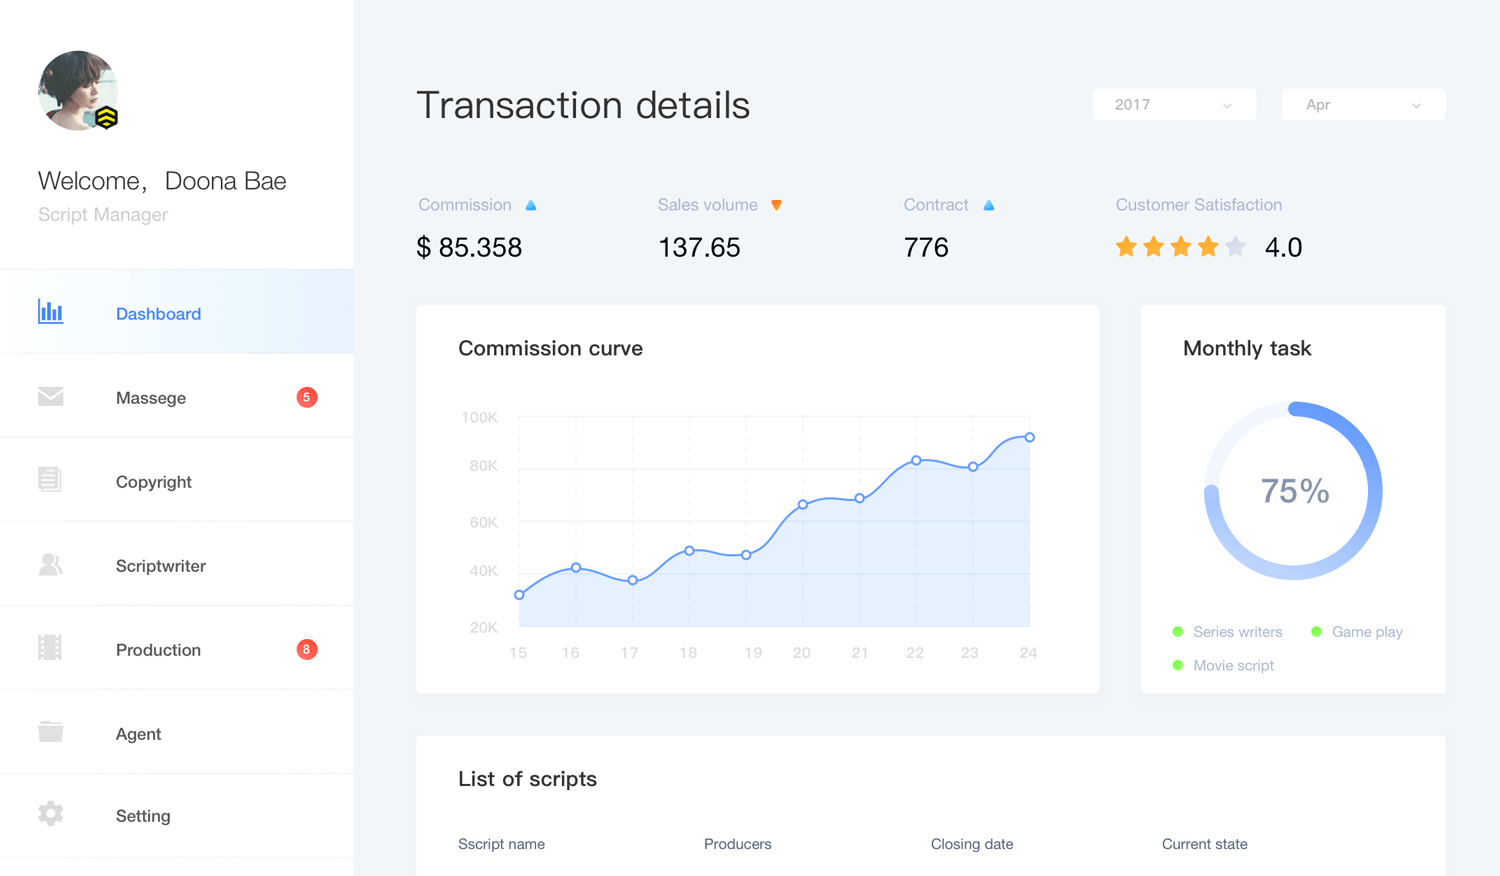 Welcome，Doona Bae
Script Manager
Dashboard
Massege 5
Copyright
Scriptwriter
Production 8
Agent
Setting
Transaction details
2017
Apr
Commission
$ 85.358
Sales volume
137.65
Contract
776
Customer Satisfaction
4.0
Commission curve
100K
80K
60K
40K
20K
15 16 17 18 19 20 21 22 23 24
Monthly task
75%
Series writers
Game play
Movie script
List of scripts
Sscript name Producers Closing date Current state